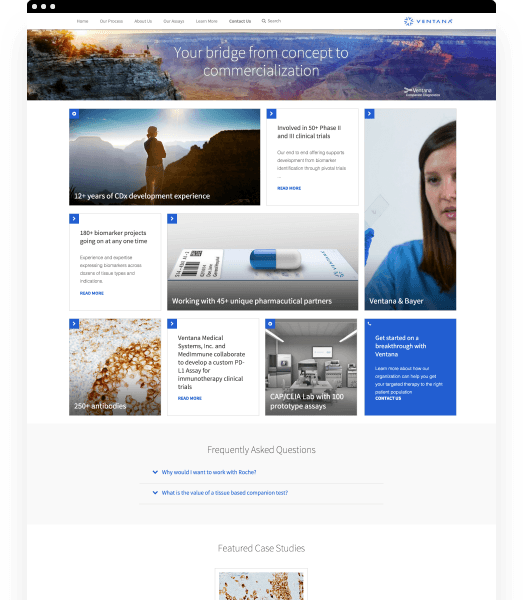 Home Our Process About Us Our Assays Learn More Contact Us Search
VENTANA
Your bridge from concept to
commercialization
Ventana
12+ years of CDx development experience
Involved in 50+ Phase II
and III clinical trials
Our end to end offering supports
development from biomarker
identification through pivotal trials
...
READ MORE
Ventana & Bayer
180+ biomarker projects
going on at any one time
Experience and expertise
expressing biomarkers across
dozens of tissue types and
indications.
READ MORE
Working with 45+ unique pharmacutical partners
250+ antibodies
Ventana Medical
Systems, Inc. and
MedImmune collaborate
to develop a custom PD-
L1 Assay for
immunotherapy clinical
trials
READ MORE
CAP/CLIA Lab with 100
prototype assays
Get started on a
breakthrough with
Ventana
Learn more about how our
organization can help you get
your targeted therapy to the right
patient population
CONTACT US
Frequently Asked Questions
Why would I want to work with Roche?
What is the value of a tissue based companion test?
Featured Case Studies